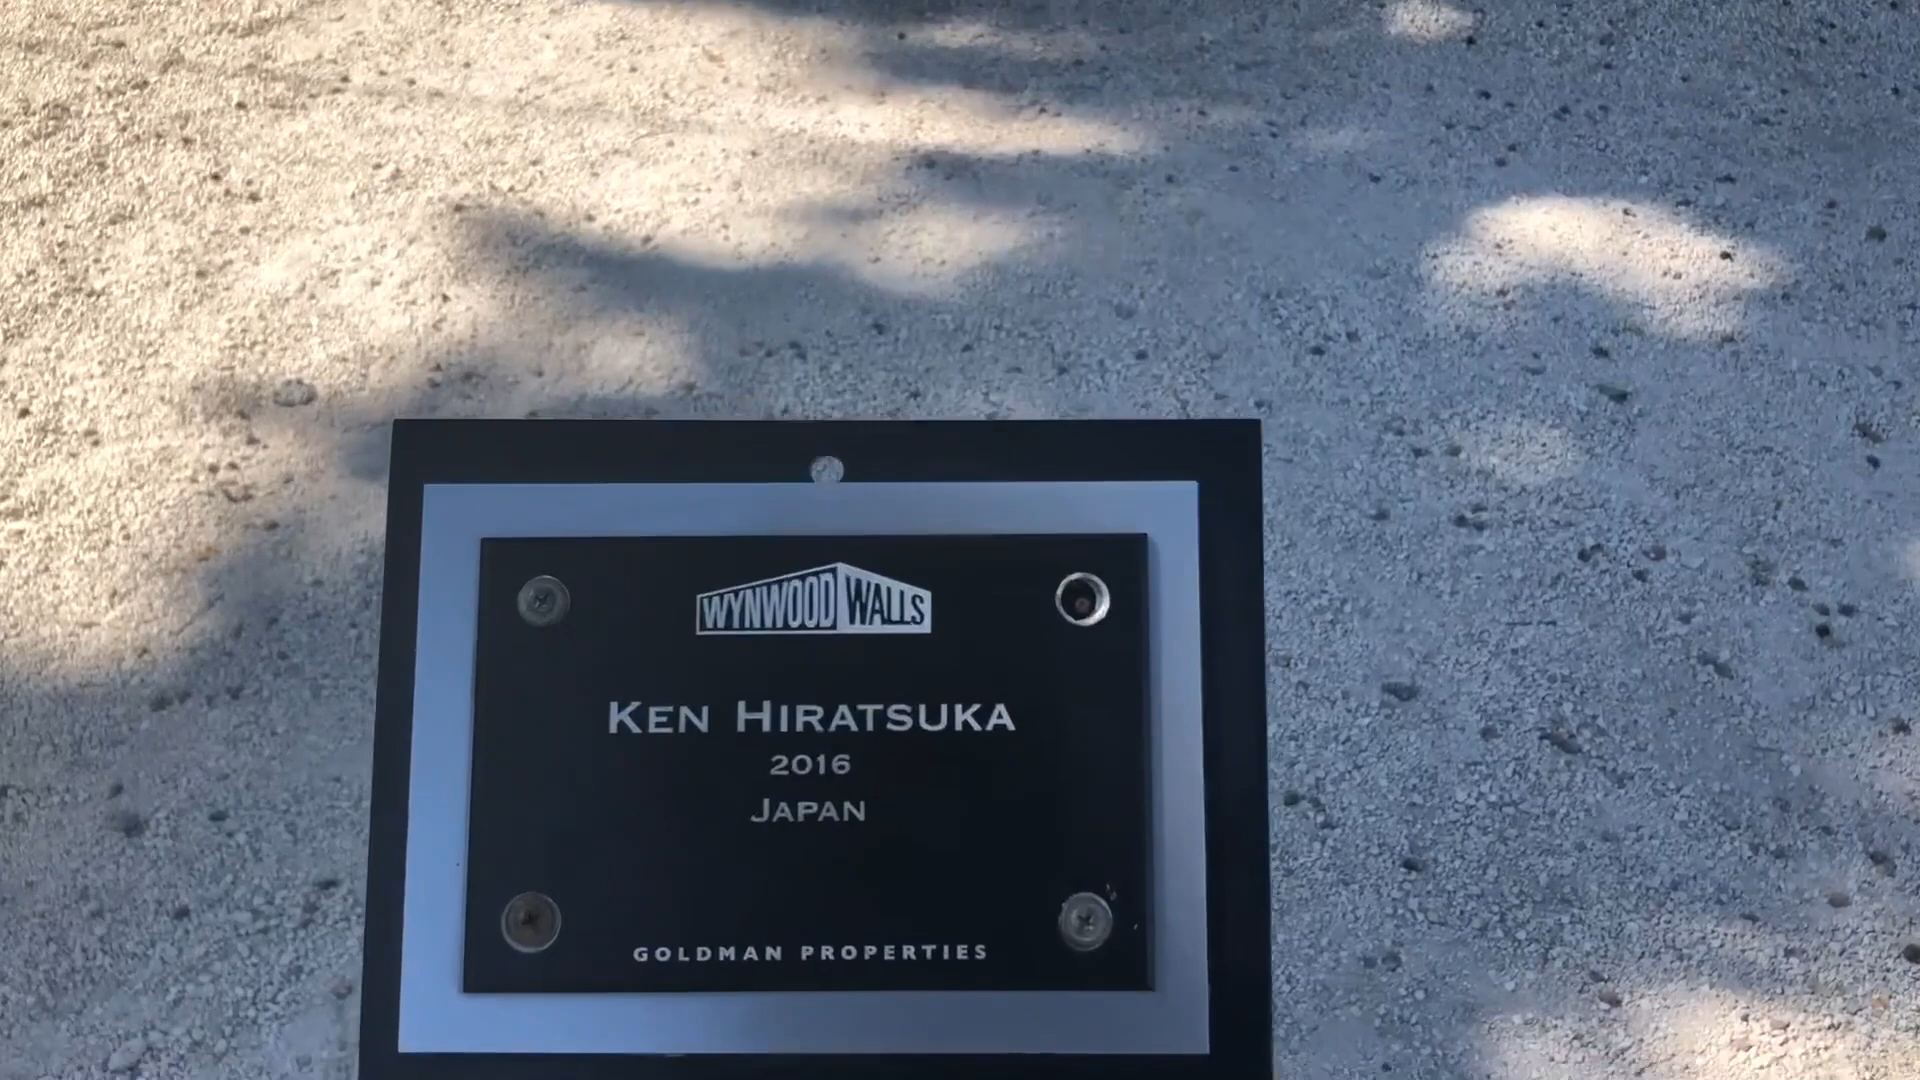 WYNWOOD WALLS
KEN HIRATSUKA
2016
JAPAN
GOLDMAN PROPERTIES